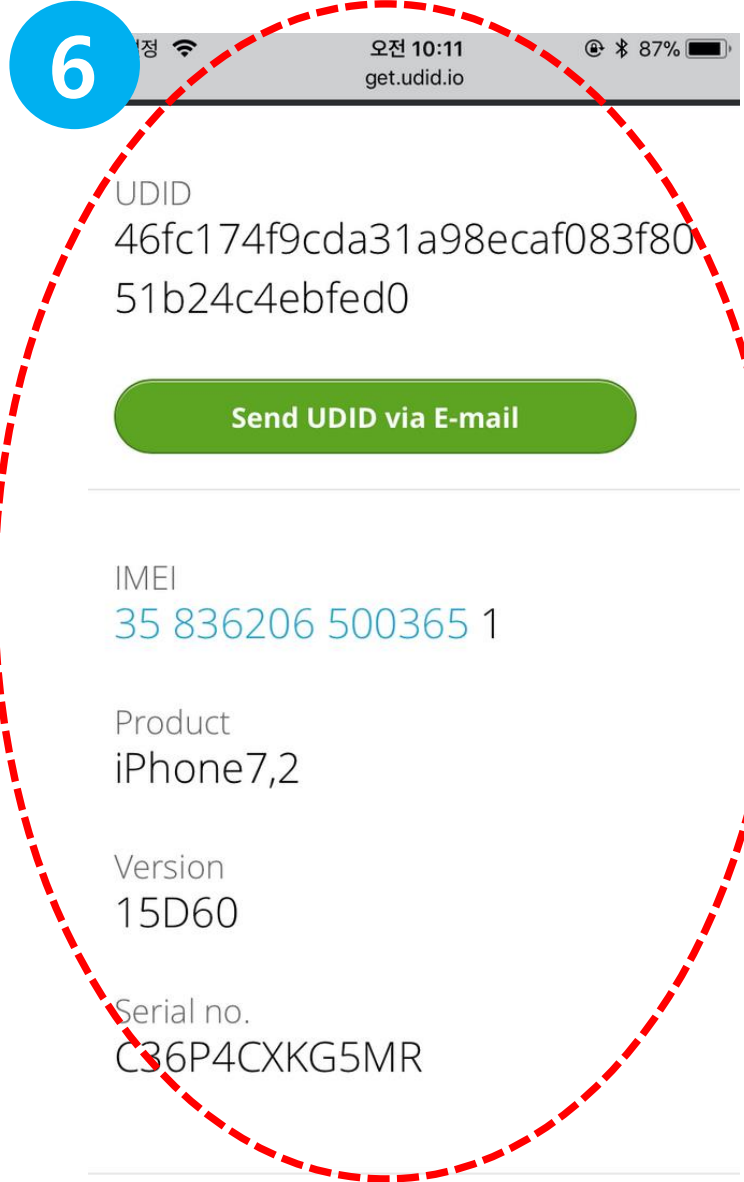 6
정
오전 10:11
87%
get.udid.io
UDID
46fc174f9cda31a98ecaf083f80
51b24c4ebfed0
Send UDID via E-mail
IMEI
35 836206 500365 1
Product
iPhone7,2
Version
15D60
Serial no.
C36P4CXKG5MR